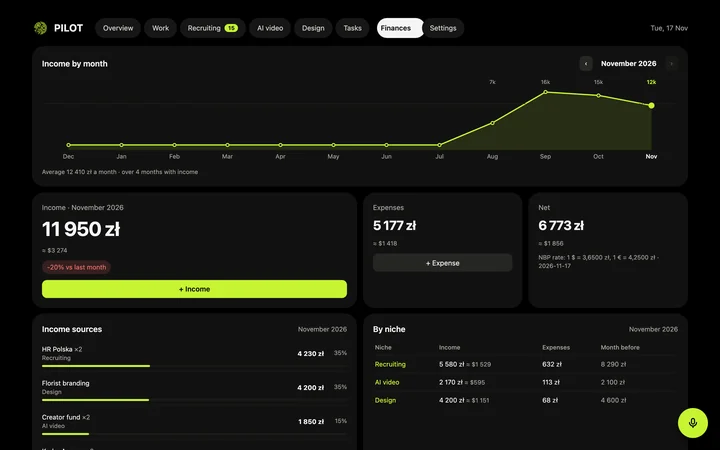 PILOT
Overview
Work
Recruiting 15
AI video
Design
Tasks
Finances
Settings
Tue, 17 Nov
Income by month
‹ November 2026 ›
7k 16k 15k 12k
Dec Jan Feb Mar Apr May Jun Jul Aug Sep Oct Nov
Average 12 410 zł a month · over 4 months with income
Income · November 2026
11 950 zł
≈ $3 274
-20% vs last month
+ Income
Expenses
5 177 zł
≈ $1 418
+ Expense
Net
6 773 zł
≈ $1 856
NBP rate: 1 $ = 3,6500 zł, 1 € = 4,2500 zł ·
2026-11-17
Income sources November 2026
HR Polska ×2 4 230 zł 35%
Recruiting
Florist branding 4 200 zł 35%
Design
Creator fund ×2 1 850 zł 15%
AI video
By niche November 2026
Niche Income Expenses Month before
Recruiting 5 580 zł ≈ $1 529 632 zł 8 290 zł
AI video 2 170 zł ≈ $595 113 zł 2 100 zł
Design 4 200 zł ≈ $1 151 68 zł 4 600 zł